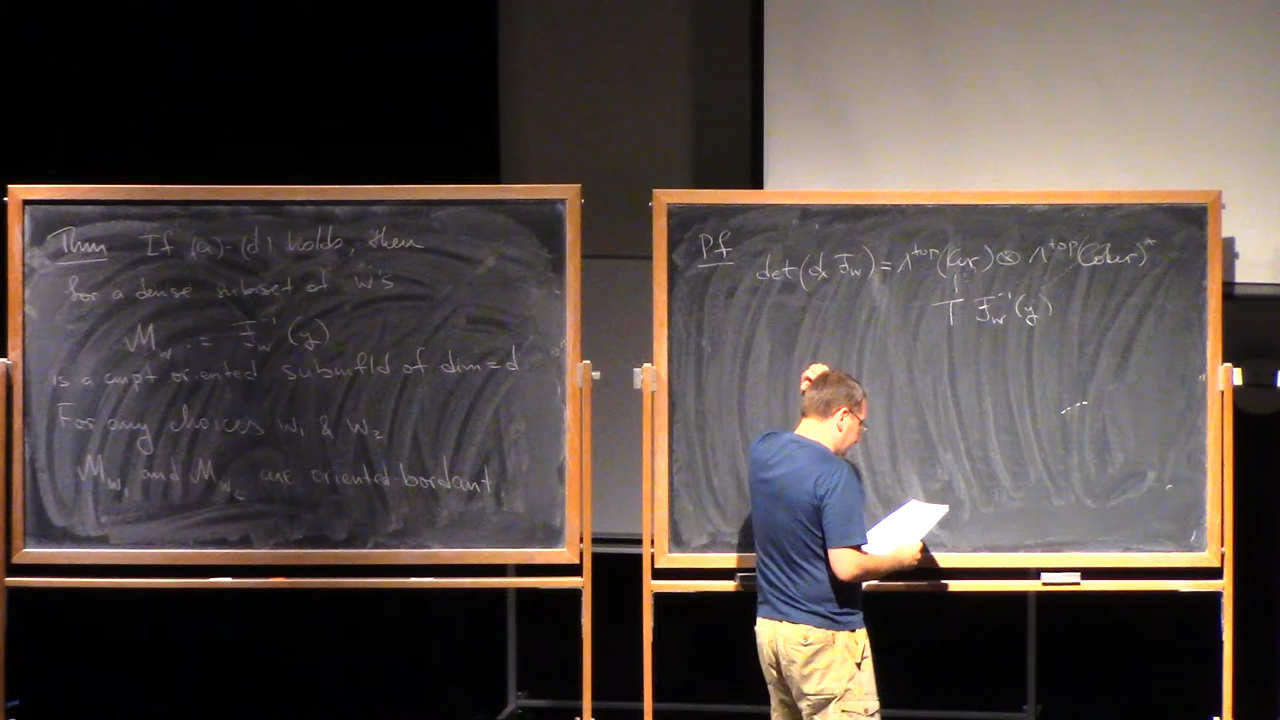 Thm If (a)-(d) holds, then
for a dense subset of w's
M_w := F_w^{-1}(y)
is a cmpt oriented submfld of dim = d
For any choices w_1 & w_2
M_{w_1} and M_{w_2} are oriented-bordant
Pf det(d F_w) = Λ^{top}(Ker) ⊗ Λ^{top}(Coker)^*
T F_w^{-1}(y)